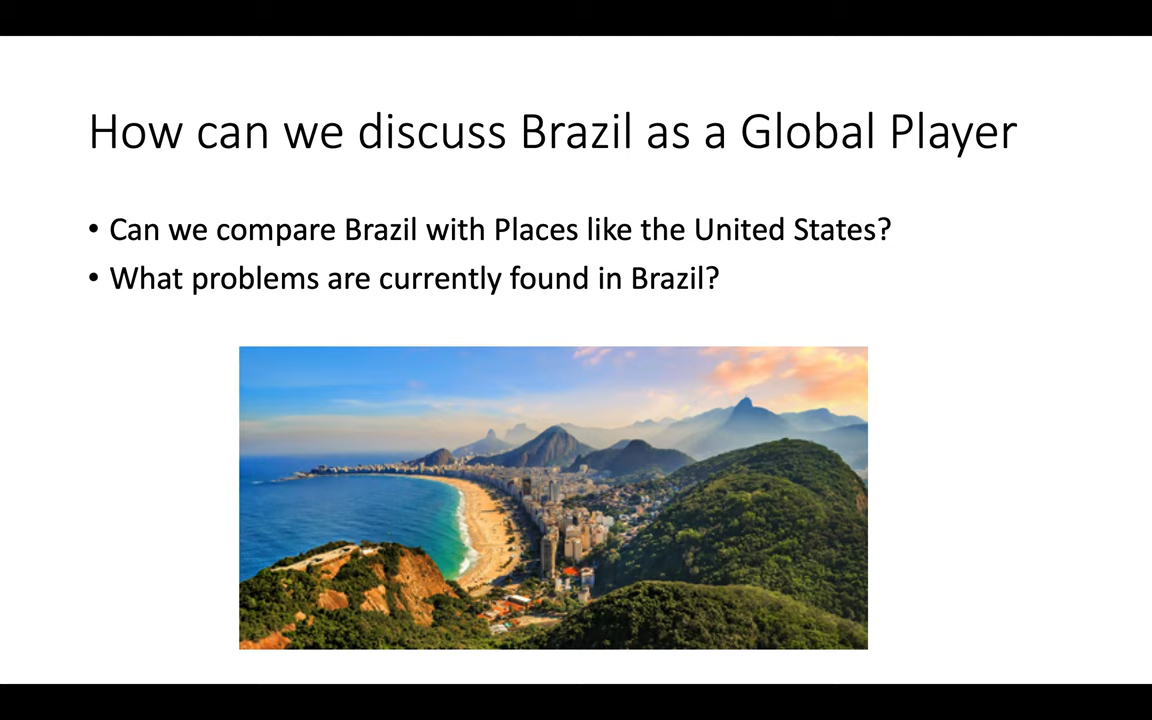 How can we discuss Brazil as a Global Player
• Can we compare Brazil with Places like the United States?
• What problems are currently found in Brazil?